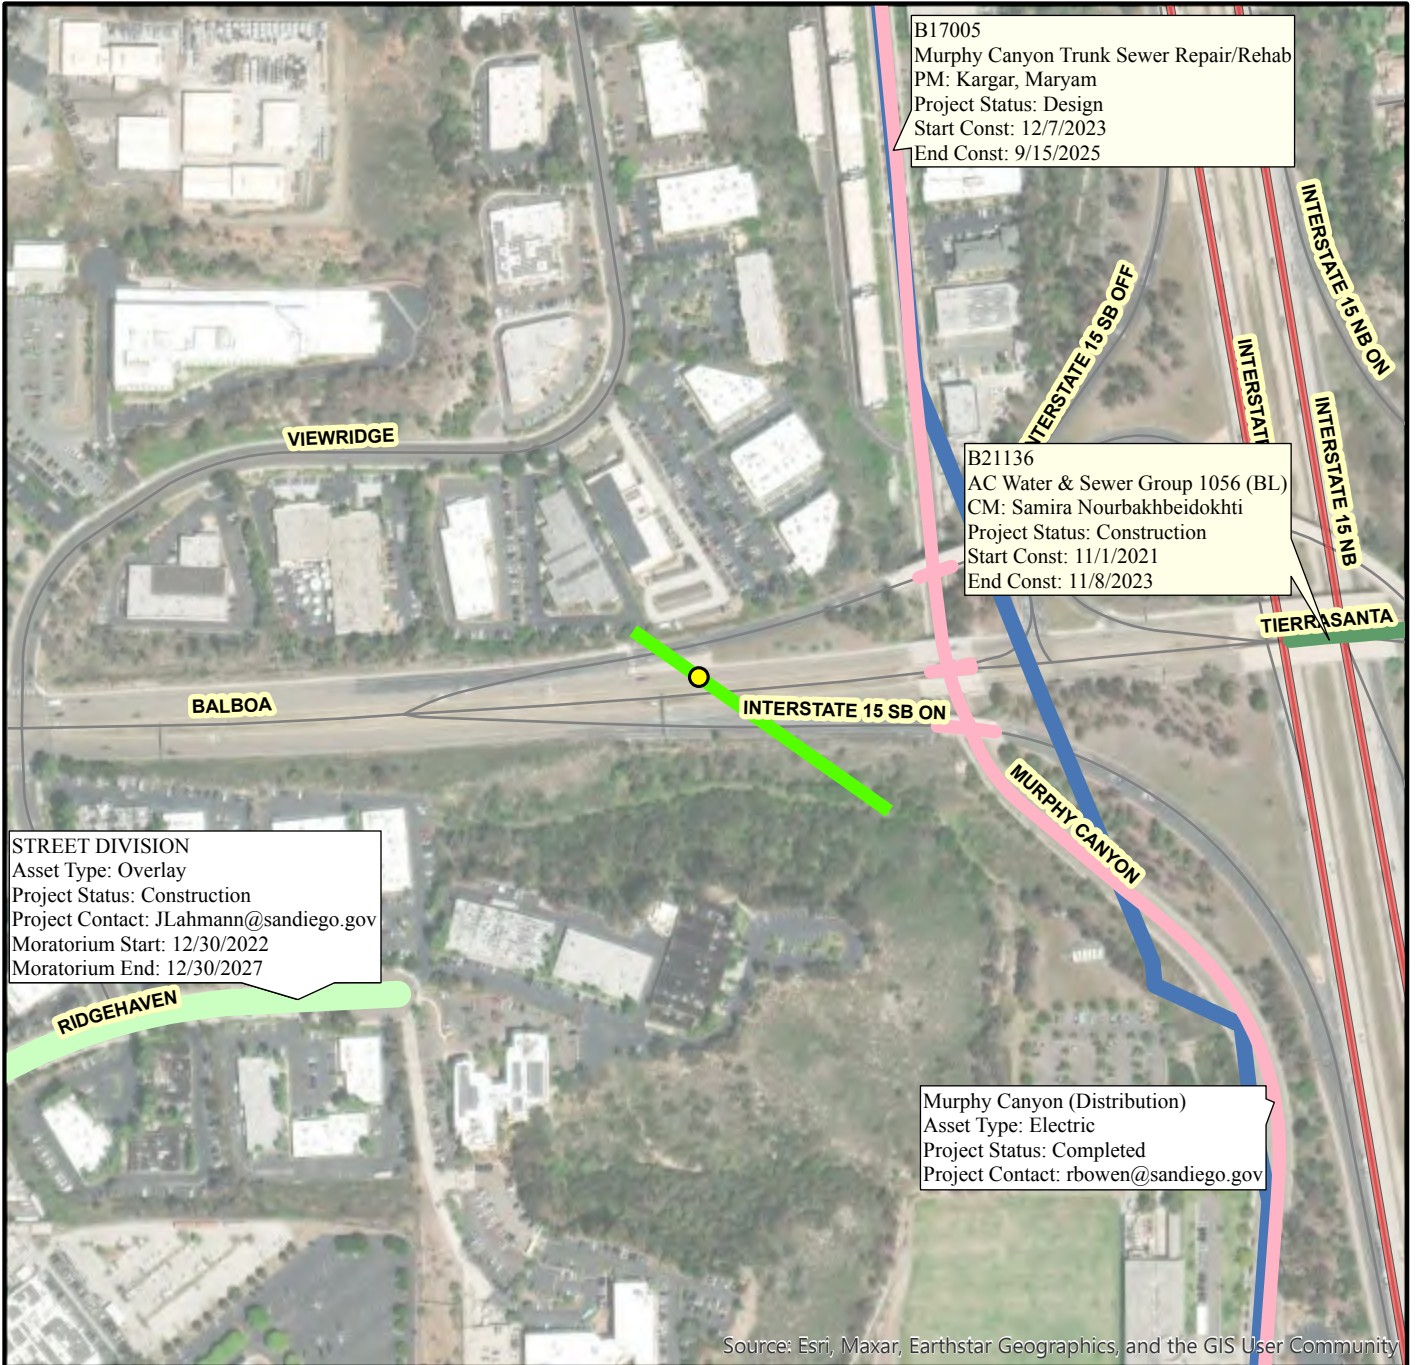 B17005
Murphy Canyon Trunk Sewer Repair/Rehab
PM: Kargar, Maryam
Project Status: Design
Start Const: 12/7/2023
End Const: 9/15/2025
INTERSTATE 15 NB ON
INTERSTATE 15 SB OFF
INTERSTATE
INTERSTATE 15 NB
VIEWRIDGE
B21136
AC Water & Sewer Group 1056 (BL)
CM: Samira Nourbakhbeidokhti
Project Status: Construction
Start Const: 11/1/2021
End Const: 11/8/2023
TIERRASANTA
BALBOA
INTERSTATE 15 SB ON
MURPHY CANYON
STREET DIVISION
Asset Type: Overlay
Project Status: Construction
Project Contact: JLahmann@sandiego.gov
Moratorium Start: 12/30/2022
Moratorium End: 12/30/2027
RIDGEHAVEN
Murphy Canyon (Distribution)
Asset Type: Electric
Project Status: Completed
Project Contact: rbowen@sandiego.gov
Source: Esri, Maxar, Earthstar Geographics, and the GIS User Community